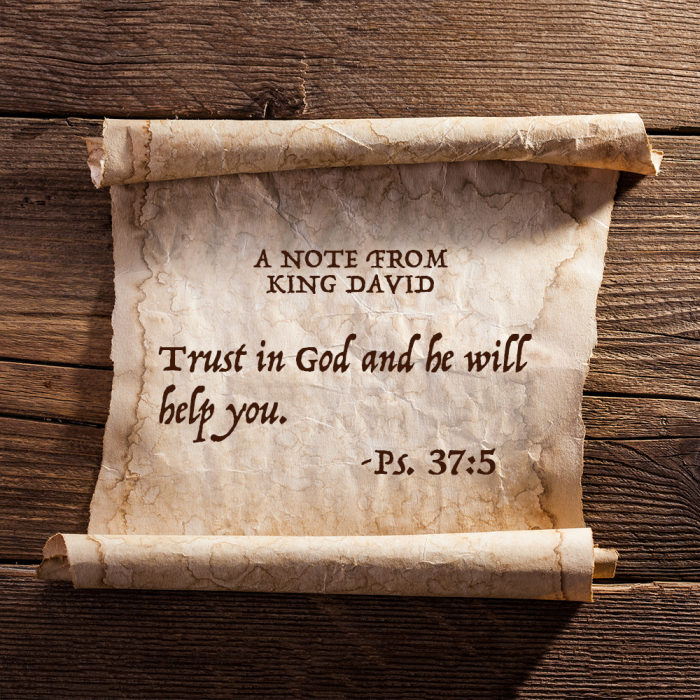 A NOTE FROM
KING DAVID
Trust in God and he will
help you.
-Ps. 37:5